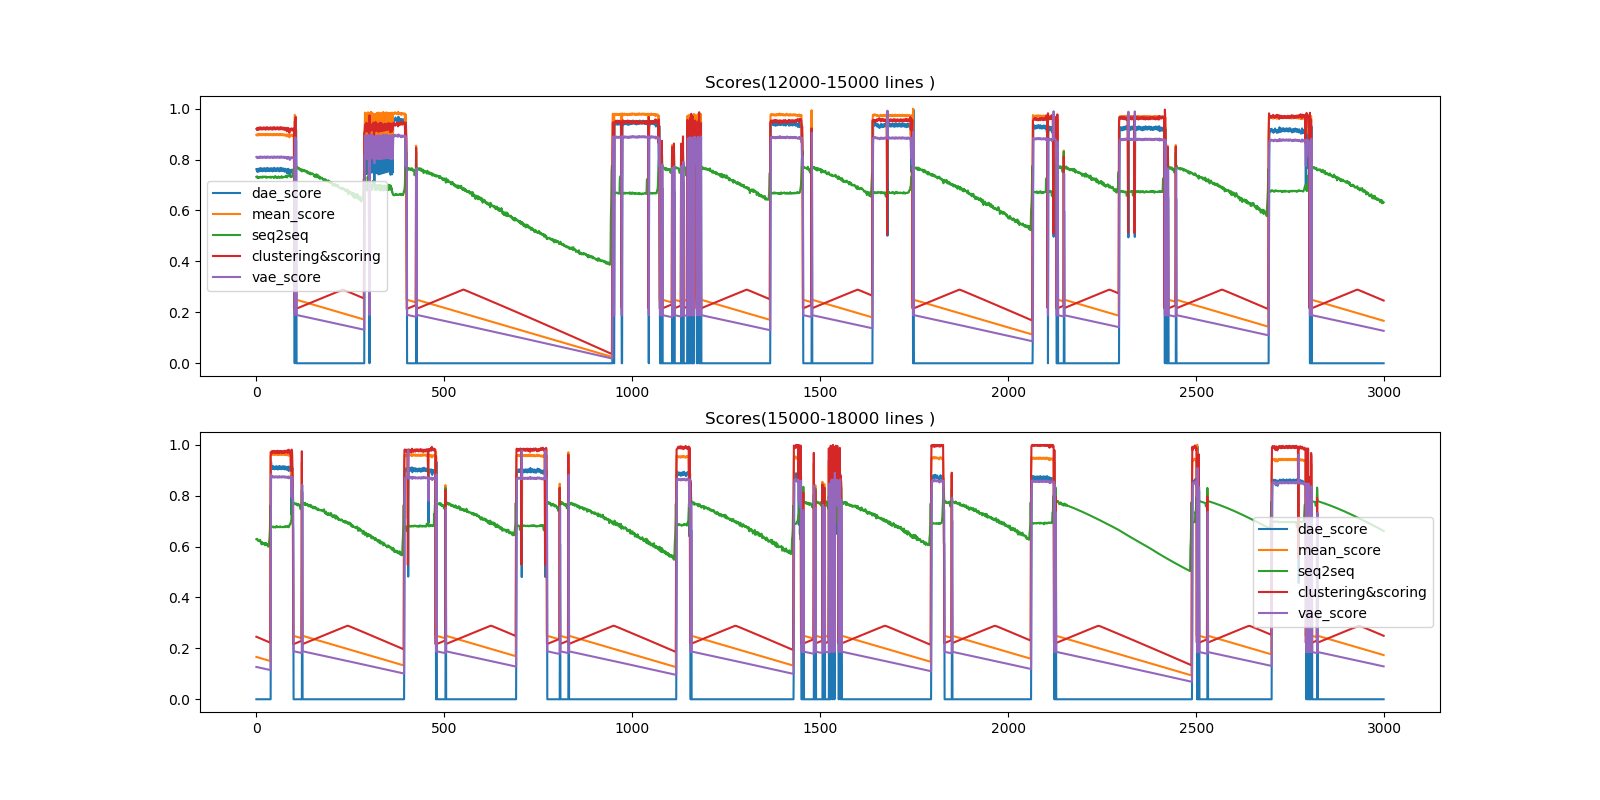 Scores(12000-15000 lines )
1.0
0.8
0.6
0.4
0.2
0.0
dae_score
mean_score
seq2seq
clustering&scoring
vae_score
0 500 1000 1500 2000 2500 3000
Scores(15000-18000 lines )
1.0
0.8
0.6
0.4
0.2
0.0
dae_score
mean_score
seq2seq
clustering&scoring
vae_score
0 500 1000 1500 2000 2500 3000